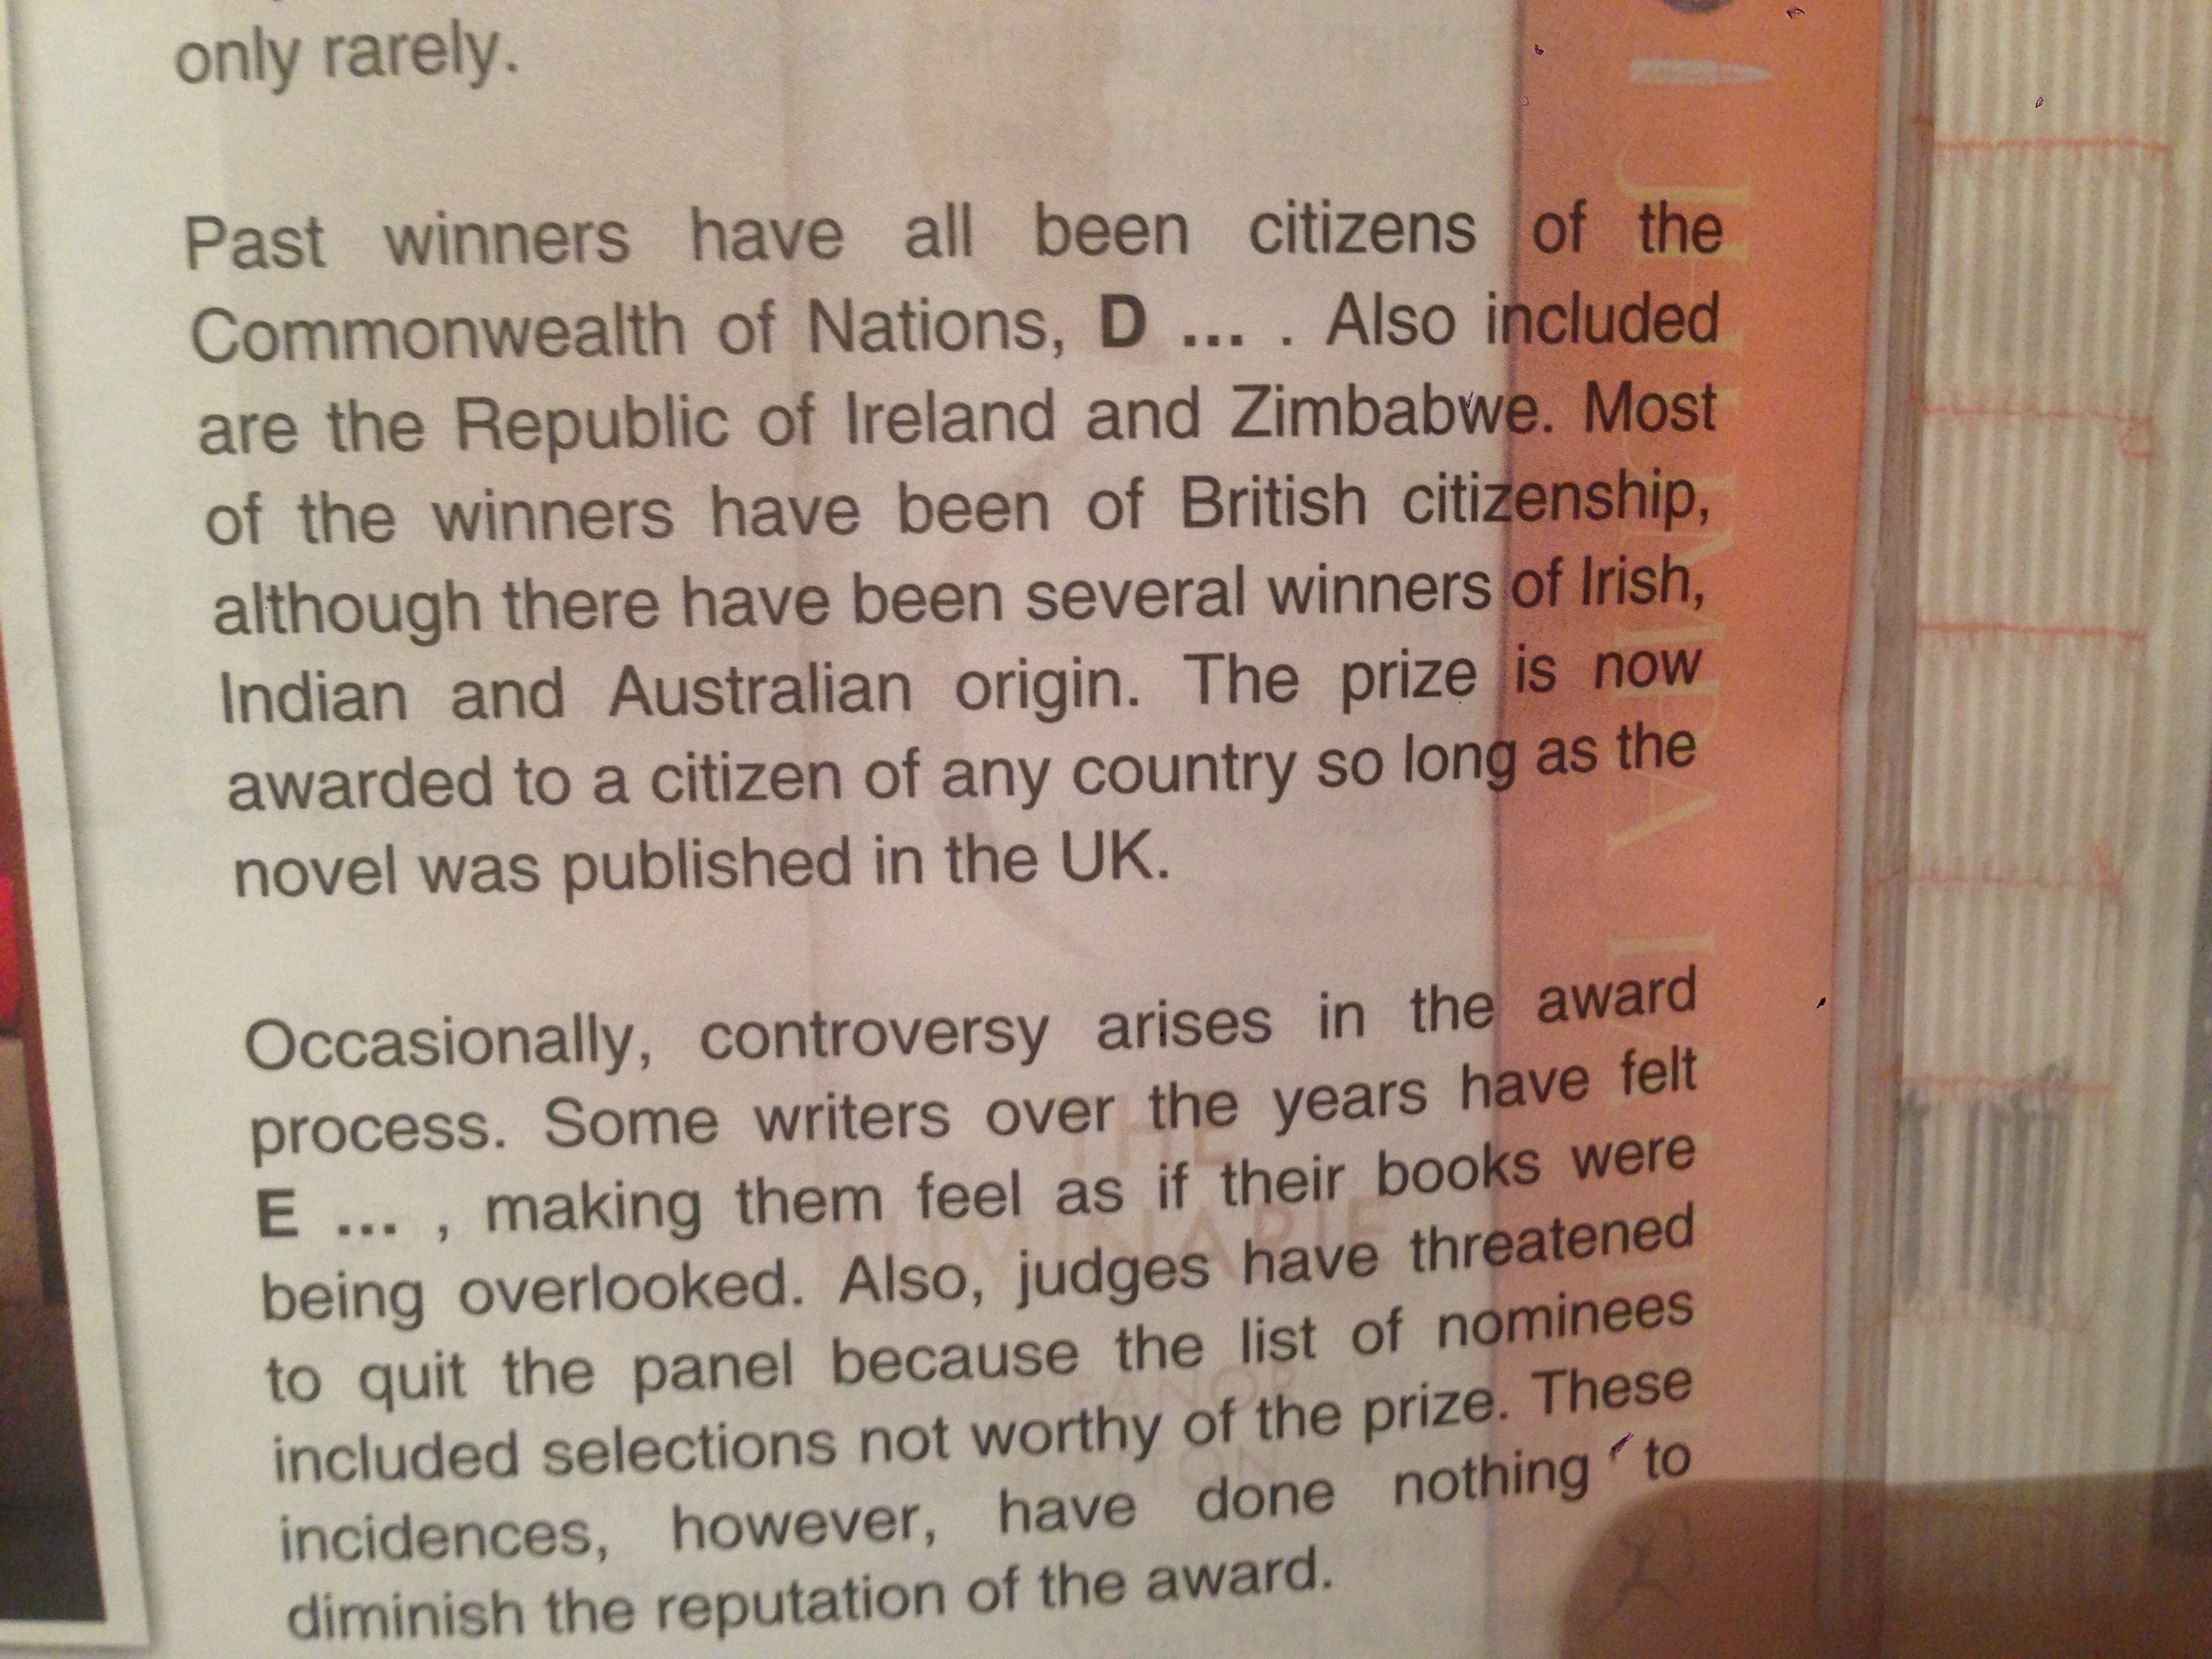 only rarely.
Past winners have all been citizens of the
Commonwealth of Nations, D ... . Also included
are the Republic of Ireland and Zimbabwe. Most
of the winners have been of British citizenship,
although there have been several winners of Irish,
Indian and Australian origin. The prize is now
awarded to a citizen of any country so long as the
novel was published in the UK.
Occasionally, controversy arises in the award
process. Some writers over the years have felt
E ... , making them feel as if their books were
being overlooked. Also, judges have threatened
to quit the panel because the list of nominees
included selections not worthy of the prize. These
incidences, however, have done nothing to
diminish the reputation of the award.